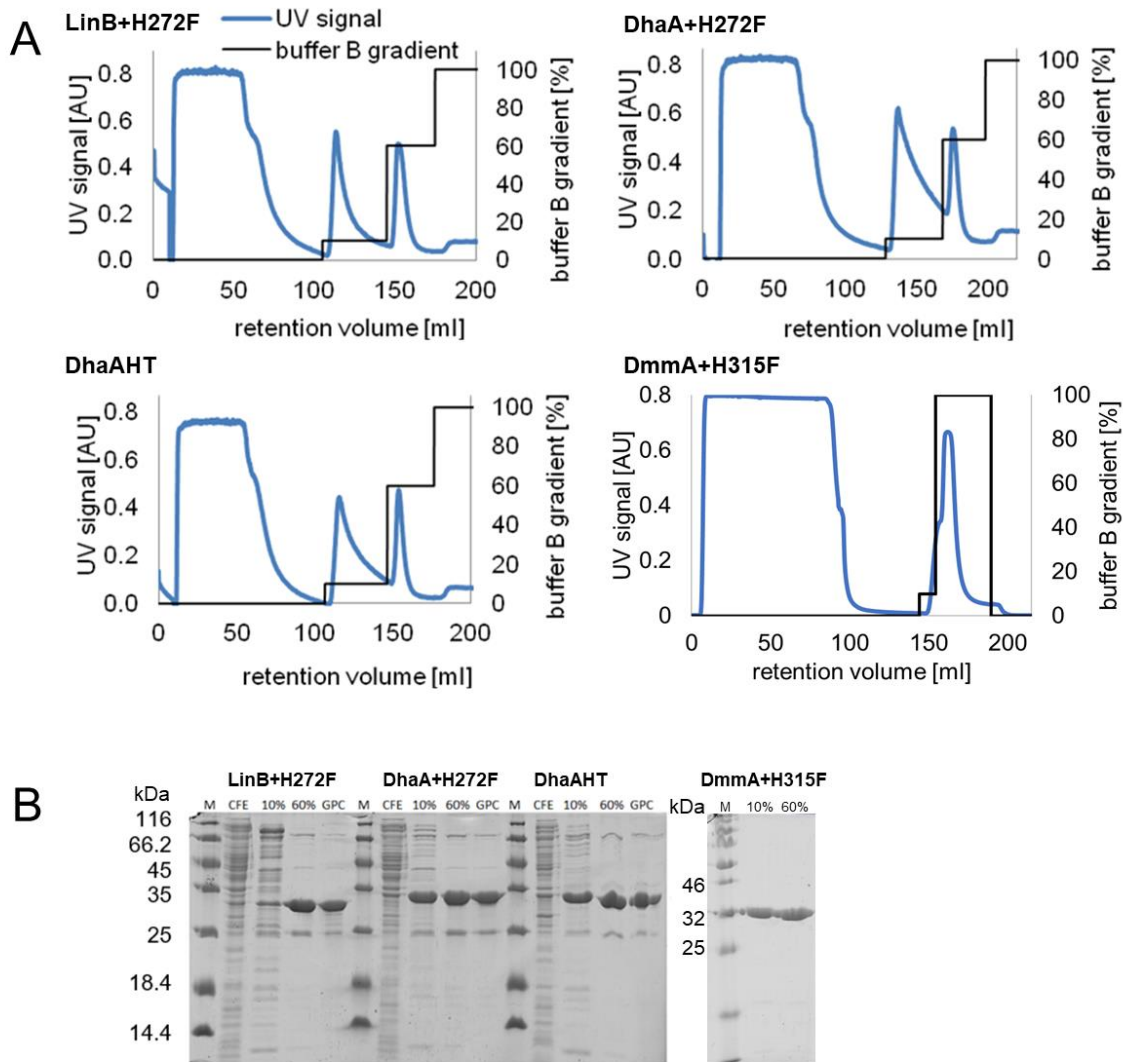 A
LinB+H272F
UV signal
buffer B gradient
UV signal [AU]
0.8
0.6
0.4
0.2
0.0
0 50 100 150 200
retention volume [ml]
100
80
60
40
20
0
buffer B gradient [%]
DhaA+H272F
UV signal [AU]
0.8
0.6
0.4
0.2
0.0
0 50 100 150 200
retention volume [ml]
100
80
60
40
20
0
buffer B gradient [%]
DhaAHT
UV signal [AU]
0.8
0.6
0.4
0.2
0.0
0 50 100 150 200
retention volume [ml]
100
80
60
40
20
0
buffer B gradient [%]
DmmA+H315F
UV signal [AU]
0.8
0.6
0.4
0.2
0
0 50 100 150 200
retention volume [ml]
100
80
60
40
20
0
buffer B gradient [%]
B
LinB+H272F DhaA+H272F DhaAHT DmmA+H315F
kDa M CFE 10% 60% GPC M CFE 10% 60% GPC M CFE 10% 60% GPC kDa M 10% 60%
116
66.2
45
35
25
18.4
14.4
46
32
25